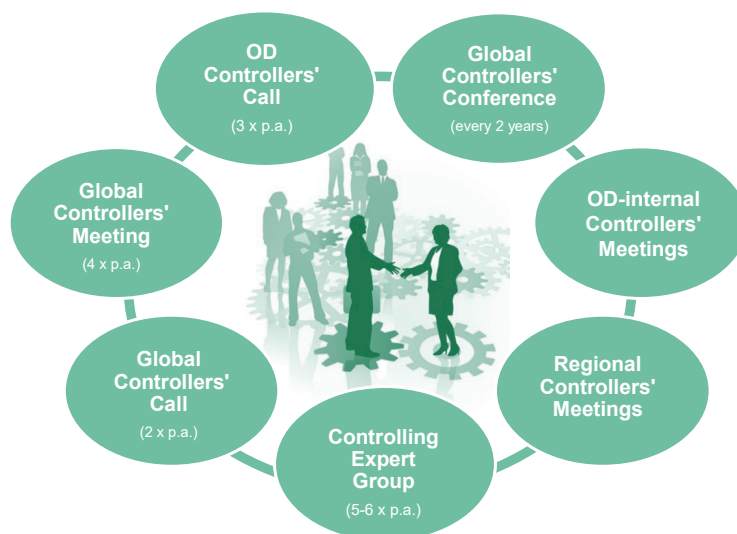 OD
Controllers'
Call
(3 x p.a.)
Global
Controllers'
Conference
(every 2 years)
Global
Controllers'
Meeting
(4 x p.a.)
OD-internal
Controllers'
Meetings
Global
Controllers'
Call
(2 x p.a.)
Regional
Controllers'
Meetings
Controlling
Expert
Group
(5-6 x p.a.)